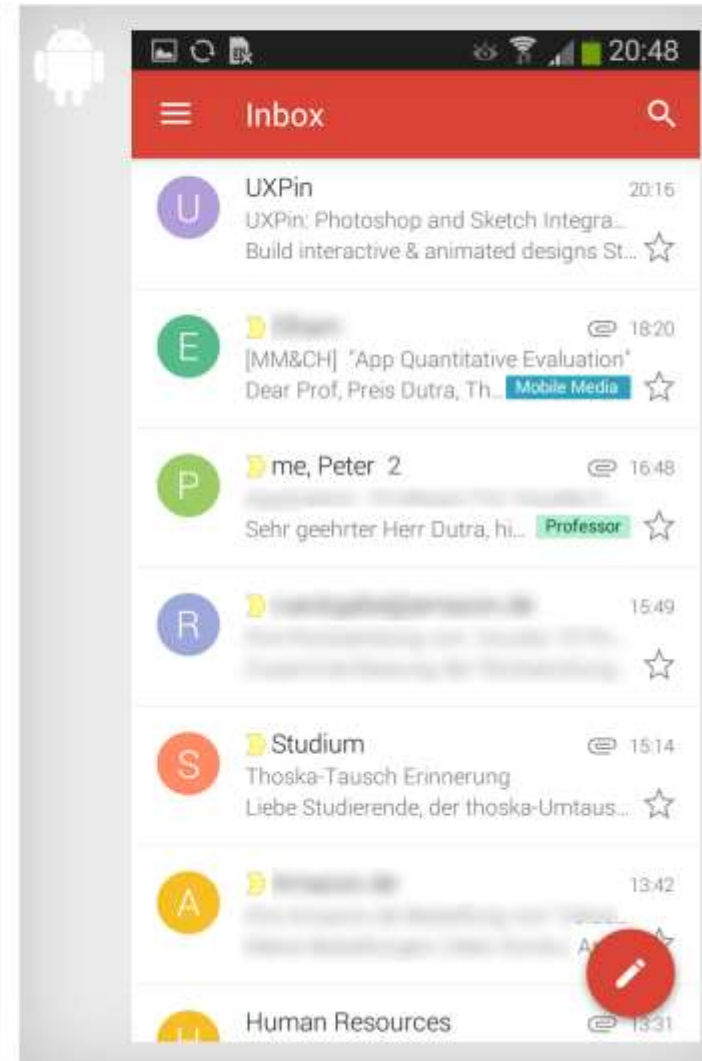 20:48
Inbox
U
UXPin
20:16
UXPin: Photoshop and Sketch Integra...
Build interactive & animated designs St...
E
18:20
[MM&CH] "App Quantitative Evaluation"
Dear Prof, Preis Dutra, Th... Mobile Media
P
me, Peter 2
16:48
Sehr geehrter Herr Dutra, hi... Professor
R
15:49
S
Studium
15:14
Thoska-Tausch Erinnerung
Liebe Studierende, der thoska-Umtaus...
A
13:42
Human Resources
13:31